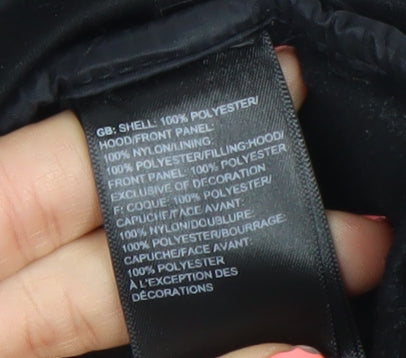 GB: SHELL: 100% POLYESTER/
HOOD/FRONT PANEL:
100% NYLON/LINING:
100% POLYESTER/FILLING:HOOD/
FRONT PANEL: 100% POLYESTER
EXCLUSIVE OF DECORATION
F: COQUE: 100% POLYESTER/
CAPUCHE/FACE AVANT:
100% NYLON/DOUBLURE:
100% POLYESTER/BOURRAGE:
CAPUCHE/FACE AVANT:
100% POLYESTER
À L'EXCEPTION DES
DÉCORATIONS